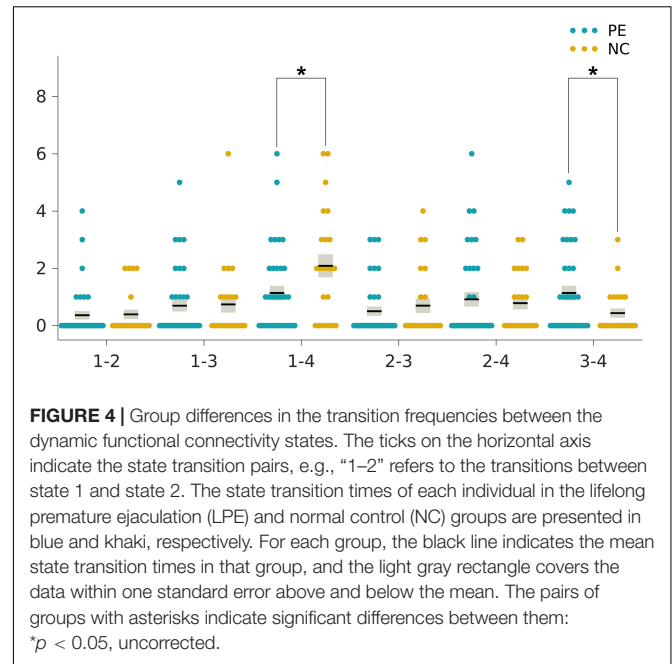 PE
NC
* *
8
6
4
2
0
1-2 1-3 1-4 2-3 2-4 3-4
FIGURE 4 | Group differences in the transition frequencies between the
dynamic functional connectivity states. The ticks on the horizontal axis
indicate the state transition pairs, e.g., “1–2” refers to the transitions between
state 1 and state 2. The state transition times of each individual in the lifelong
premature ejaculation (LPE) and normal control (NC) groups are presented in
blue and khaki, respectively. For each group, the black line indicates the mean
state transition times in that group, and the light gray rectangle covers the
data within one standard error above and below the mean. The pairs of
groups with asterisks indicate significant differences between them:
*p < 0.05, uncorrected.